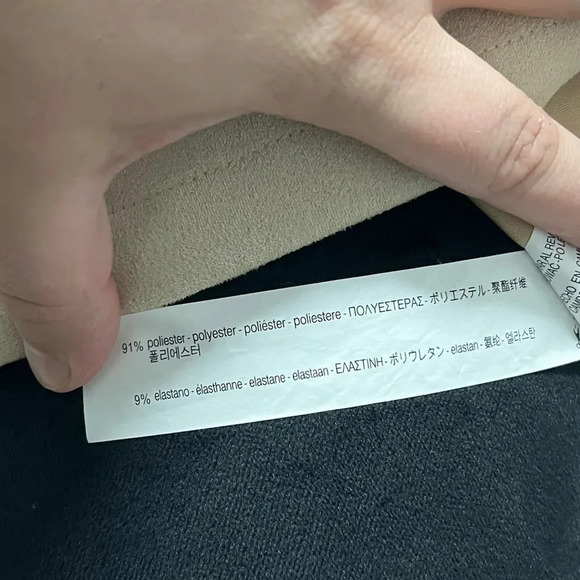 91% poliester - polyester - poliéster - poliestere - ΠΟΛΥΕΣΤΕΡΑΣ - ポリエステル - 聚酯纤维
폴리에스터
9% elastano - élasthanne - elastane - elastaan - ΕΛΑΣΤΙΝΗ - ポリウレタン - elastan - 氨纶 - 얼라스탄